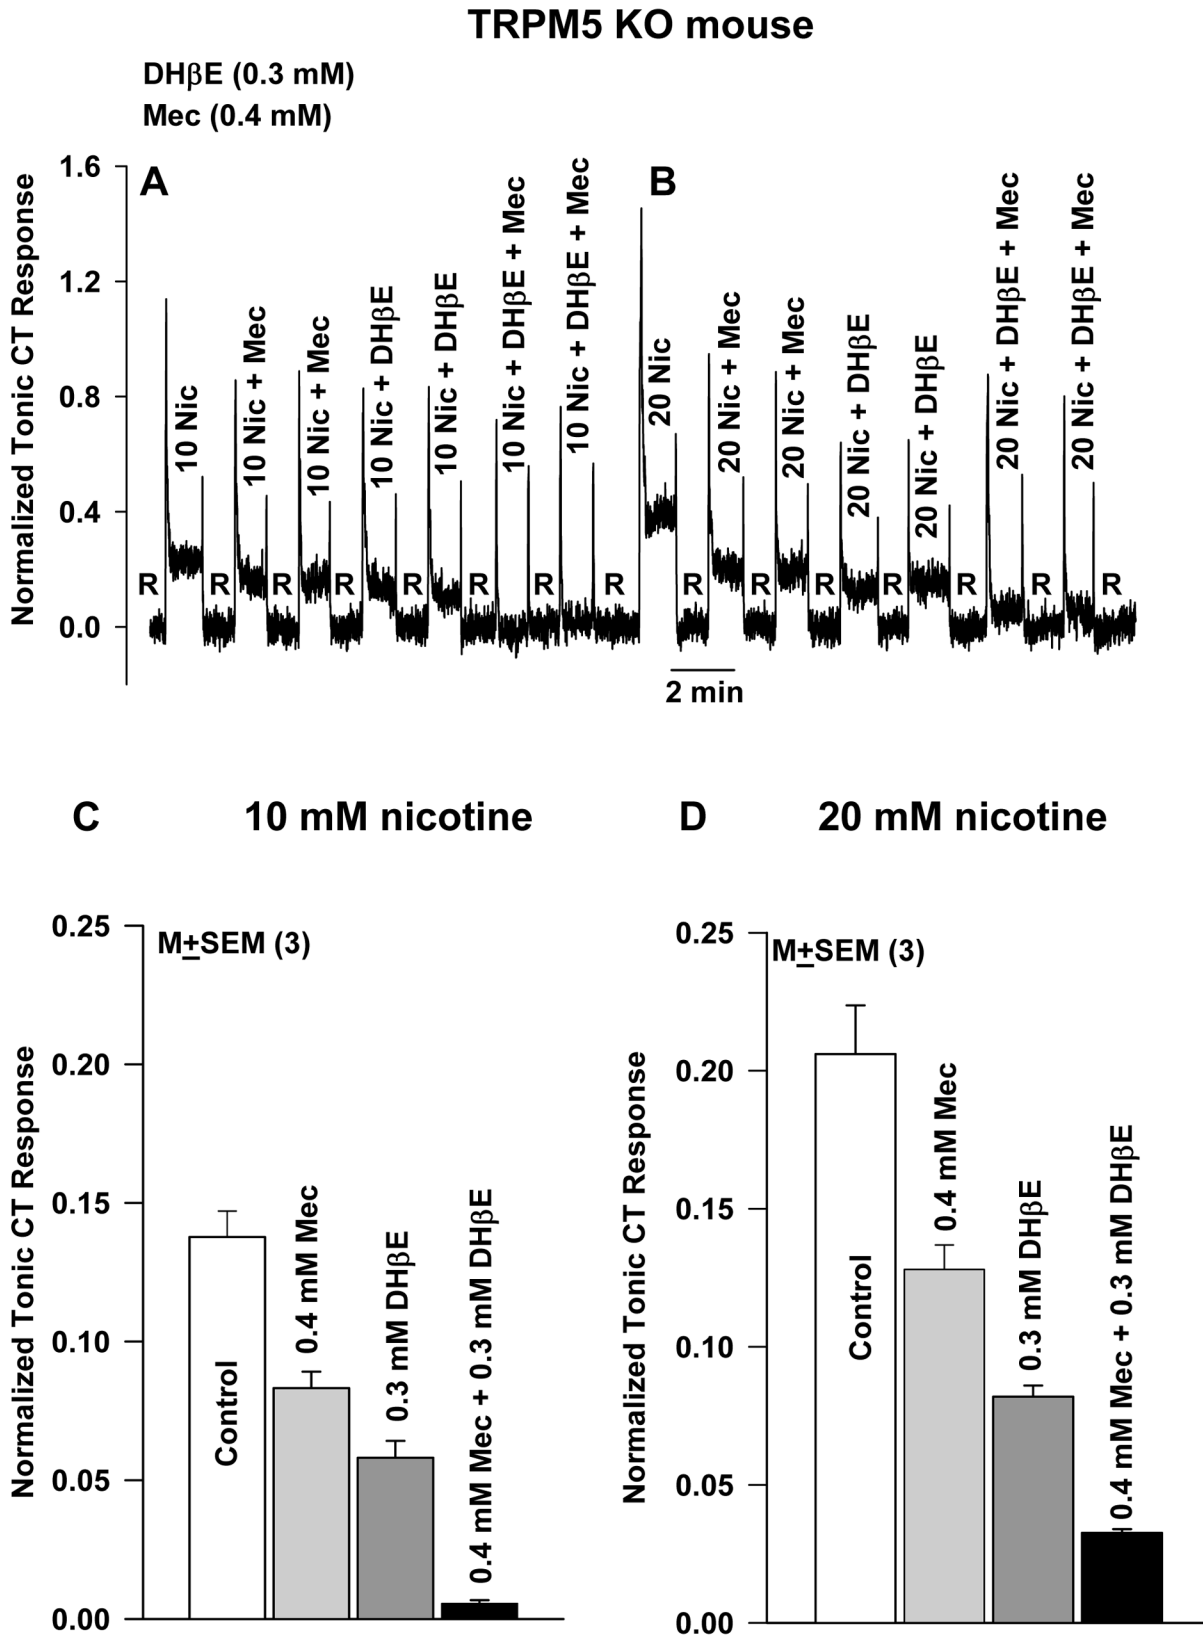 TRPM5 KO mouse
DHβE (0.3 mM)
Mec (0.4 mM)
Normalized Tonic CT Response
1.6
1.2
0.8
0.4
0.0
A
R
10 Nic
R
10 Nic + Mec
R
10 Nic + Mec
R
10 Nic + DHβE
R
10 Nic + DHβE
R
10 Nic + DHβE + Mec
R
10 Nic + DHβE + Mec
R
B
20 Nic
R
20 Nic + Mec
R
20 Nic + Mec
R
20 Nic + DHβE
R
20 Nic + DHβE
R
20 Nic + DHβE + Mec
R
20 Nic + DHβE + Mec
R
2 min
C
10 mM nicotine
Normalized Tonic CT Response
0.25
0.20
0.15
0.10
0.05
0.00
M±SEM (3)
Control
0.4 mM Mec
0.3 mM DHβE
0.4 mM Mec + 0.3 mM DHβE
D
20 mM nicotine
Normalized Tonic CT Response
0.25
0.20
0.15
0.10
0.05
0.00
M±SEM (3)
Control
0.4 mM Mec
0.3 mM DHβE
0.4 mM Mec + 0.3 mM DHβE